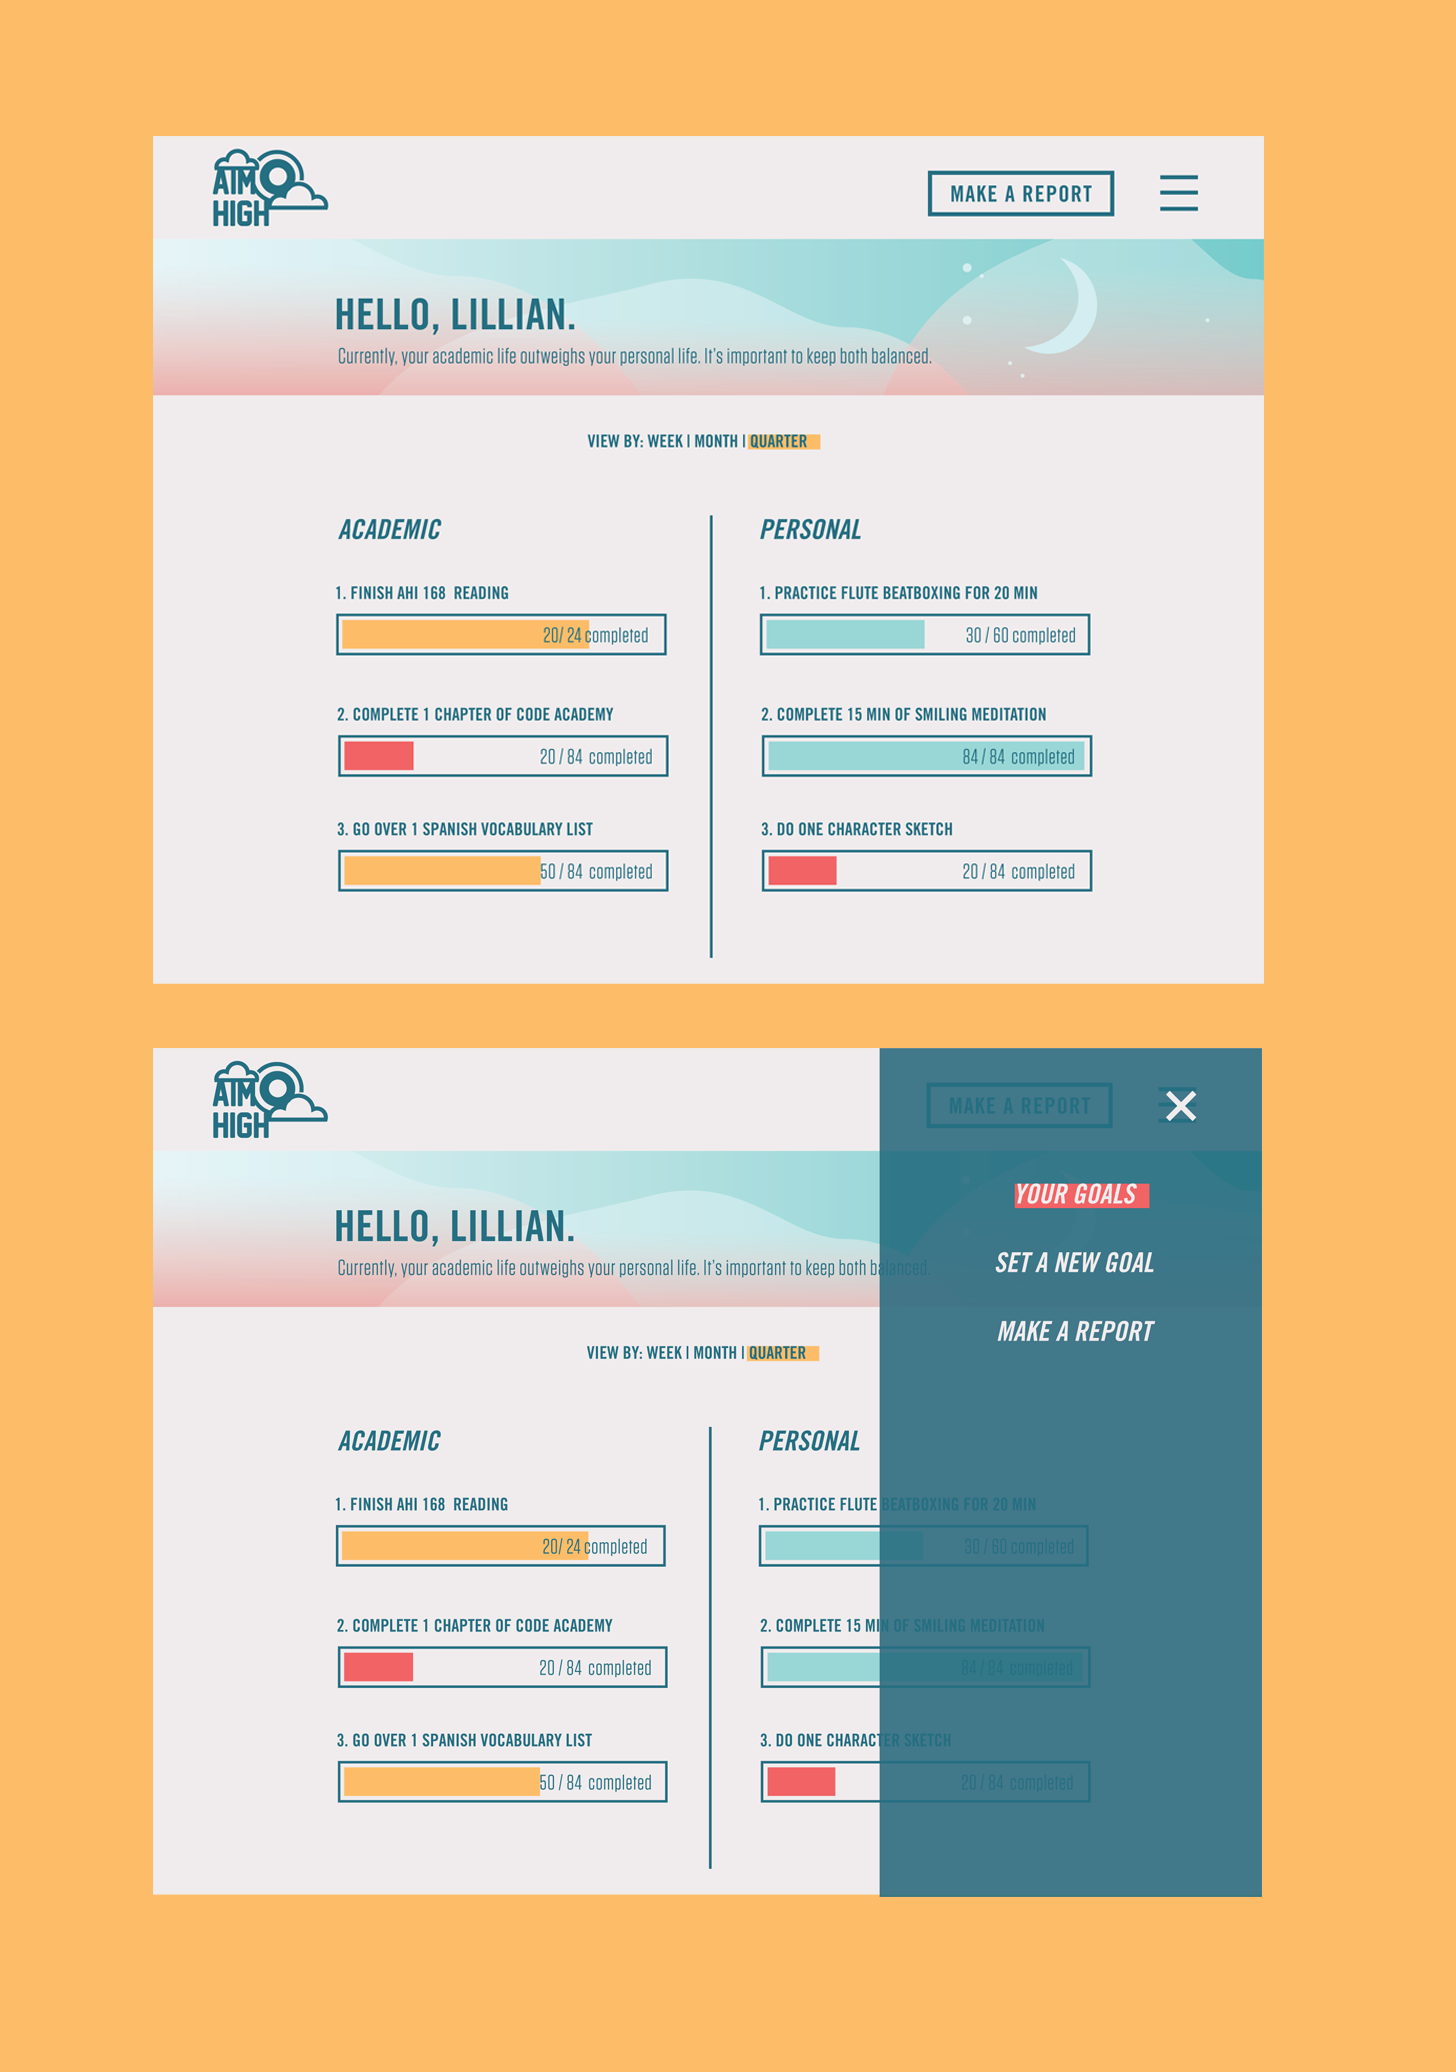 AIM
HIGH
MAKE A REPORT
HELLO, LILLIAN.
Currently, your academic life outweighs your personal life. It's important to keep both balanced.
VIEW BY: WEEK | MONTH | QUARTER
ACADEMIC
1. FINISH AHI 168 READING
20/ 24 completed
2. COMPLETE 1 CHAPTER OF CODE ACADEMY
20 / 84 completed
3. GO OVER 1 SPANISH VOCABULARY LIST
50 / 84 completed
PERSONAL
1. PRACTICE FLUTE BEATBOXING FOR 20 MIN
30 / 60 completed
2. COMPLETE 15 MIN OF SMILING MEDITATION
84 / 84 completed
3. DO ONE CHARACTER SKETCH
20 / 84 completed
AIM
HIGH
MAKE A REPORT
HELLO, LILLIAN.
Currently, your academic life outweighs your personal life. It's important to keep both balanced.
VIEW BY: WEEK | MONTH | QUARTER
ACADEMIC
1. FINISH AHI 168 READING
20/ 24 completed
2. COMPLETE 1 CHAPTER OF CODE ACADEMY
20 / 84 completed
3. GO OVER 1 SPANISH VOCABULARY LIST
50 / 84 completed
PERSONAL
1. PRACTICE FLUTE BEATBOXING FOR 20 MIN
30 / 60 completed
2. COMPLETE 15 MIN OF SMILING MEDITATION
84 / 84 completed
3. DO ONE CHARACTER SKETCH
20 / 84 completed
YOUR GOALS
SET A NEW GOAL
MAKE A REPORT